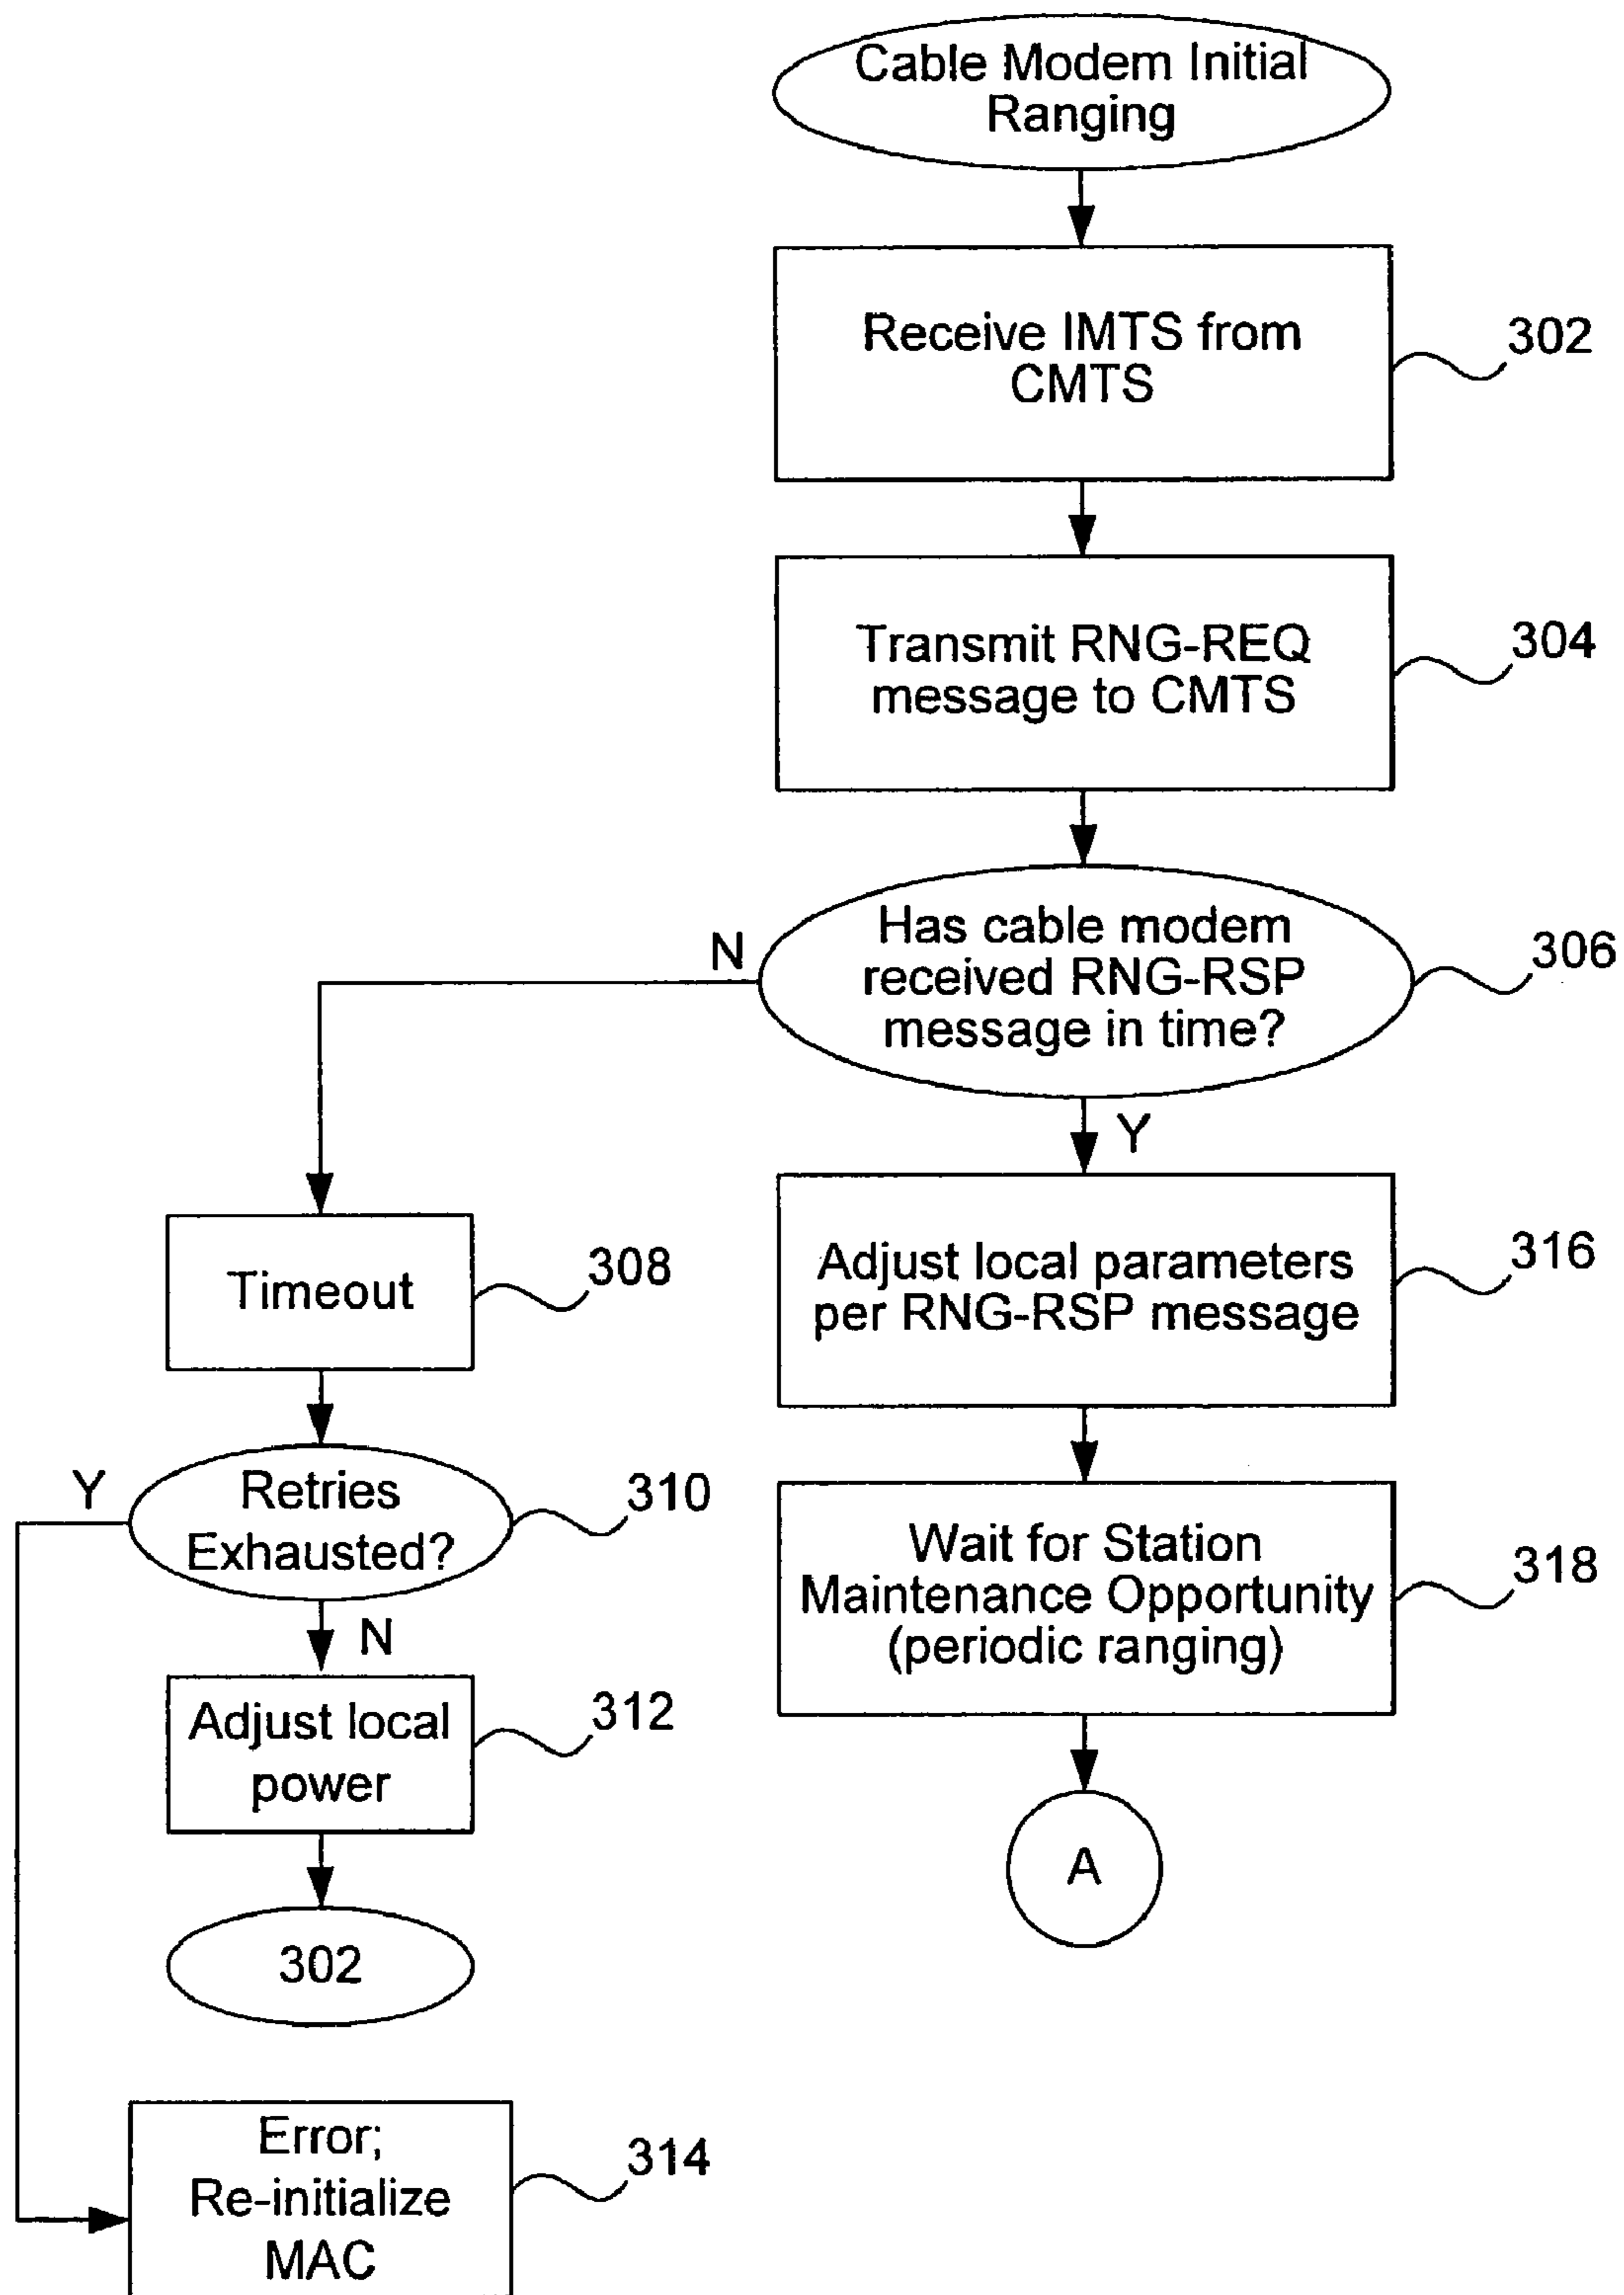 Cable Modem Initial
Ranging
Receive IMTS from
CMTS
302
Transmit RNG-REQ
message to CMTS
304
Has cable modem
received RNG-RSP
message in time?
306
N
Y
Timeout
308
Adjust local parameters
per RNG-RSP message
316
Retries
Exhausted?
310
Y
N
Wait for Station
Maintenance Opportunity
(periodic ranging)
318
Adjust local
power
312
A
302
Error;
Re-initialize
MAC
314